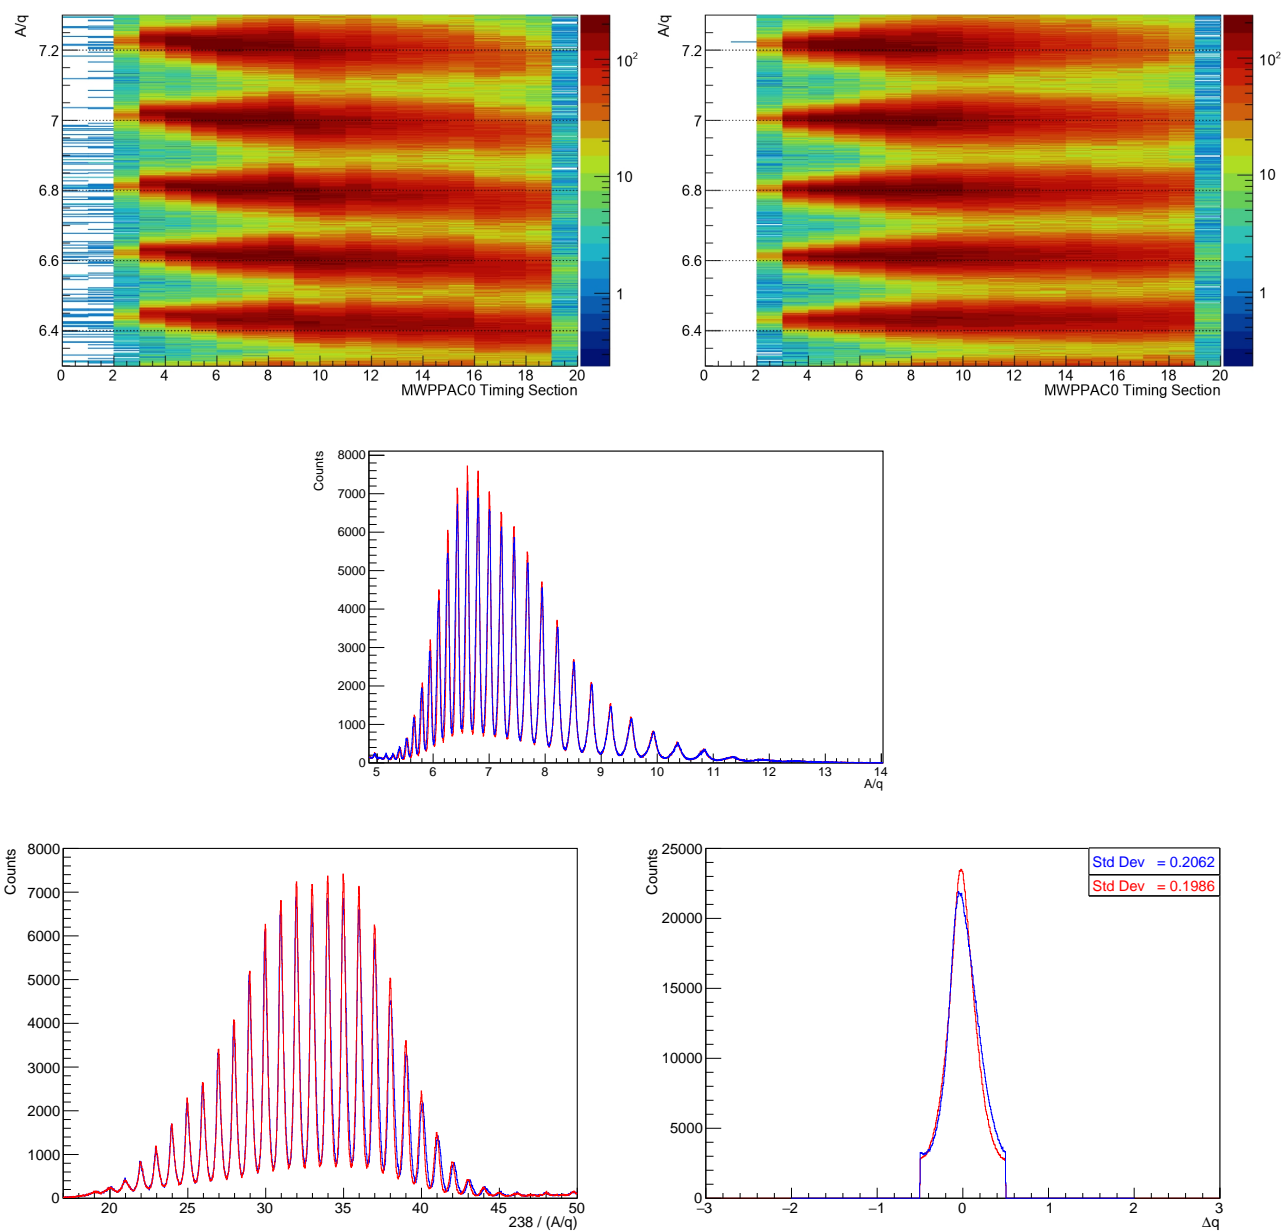 A/q
7.2
7
6.8
6.6
6.4
0 2 4 6 8 10 12 14 16 18 20
MWPPAC0 Timing Section
10²
10
1
A/q
7.2
7
6.8
6.6
6.4
0 2 4 6 8 10 12 14 16 18 20
MWPPAC0 Timing Section
10²
10
1
Counts
8000
7000
6000
5000
4000
3000
2000
1000
0
5 6 7 8 9 10 11 12 13 14
A/q
Counts
8000
7000
6000
5000
4000
3000
2000
1000
0
20 25 30 35 40 45 50
238 / (A/q)
Counts
25000
20000
15000
10000
5000
0
−3 −2 −1 0 1 2 3
Δq
Std Dev = 0.2062
Std Dev = 0.1986